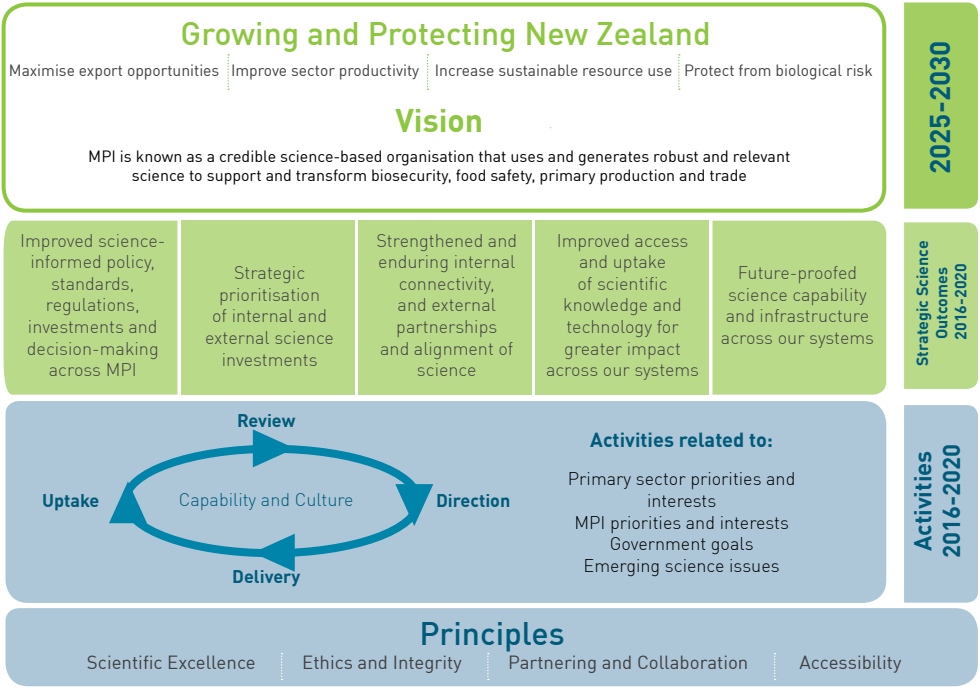 Growing and Protecting New Zealand
Maximise export opportunities
Improve sector productivity
Increase sustainable resource use
Protect from biological risk
Vision
MPI is known as a credible science-based organisation that uses and generates robust and relevant
science to support and transform biosecurity, food safety, primary production and trade
2025-2030
Improved science-
informed policy,
standards,
regulations,
investments and
decision-making
across MPI
Strategic
prioritisation
of internal and
external science
investments
Strengthened and
enduring internal
connectivity,
and external
partnerships
and alignment of
science
Improved access
and uptake
of scientific
knowledge and
technology for
greater impact
across our systems
Future-proofed
science capability
and infrastructure
across our systems
Strategic Science
Outcomes
2016-2020
Review
Uptake
Capability and Culture
Direction
Delivery
Activities related to:
Primary sector priorities and
interests
MPI priorities and interests
Government goals
Emerging science issues
Activities
2016-2020
Principles
Scientific Excellence
Ethics and Integrity
Partnering and Collaboration
Accessibility